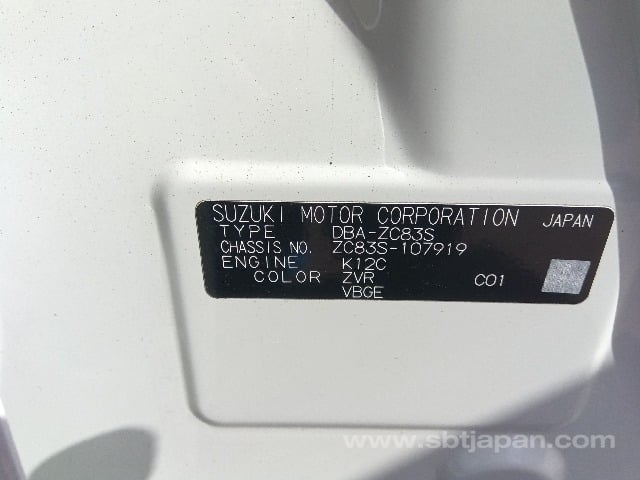 SUZUKI MOTOR CORPORATION JAPAN
TYPE DBA-ZC83S
CHASSIS NO. ZC83S-107919
ENGINE K12C
COLOR ZVR C01
VBGE
www.sbtjapan.com